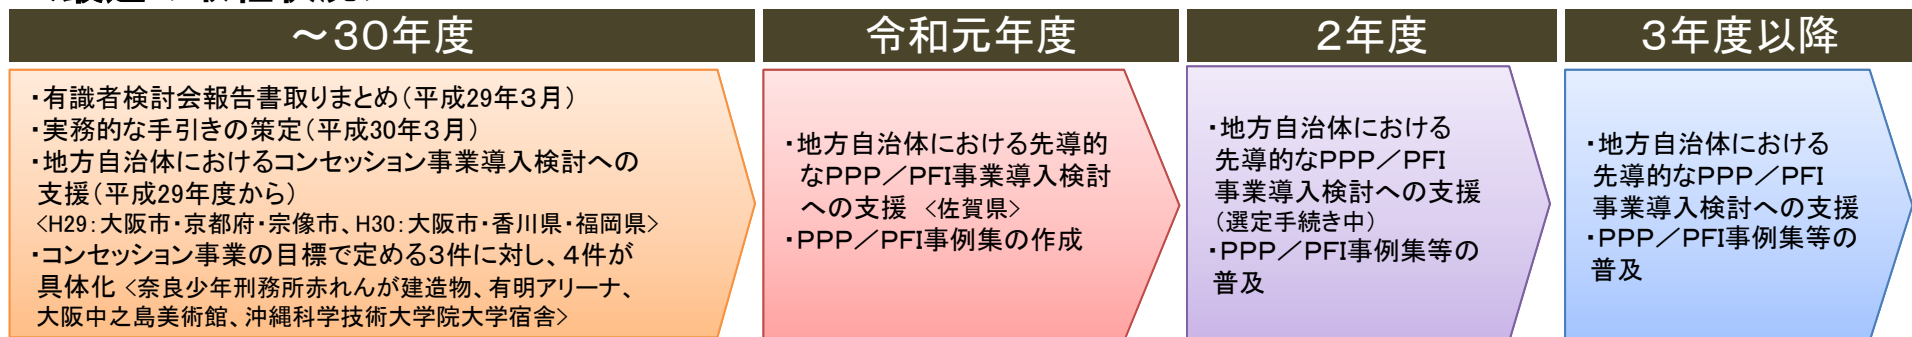 ～３０年度
令和元年度
２年度
３年度以降
・有識者検討会報告書取りまとめ（平成29年３月）
・実務的な手引きの策定（平成30年３月）
・地方自治体におけるコンセッション事業導入検討への
支援（平成29年度から）
＜H29：大阪市・京都府・宗像市、H30：大阪市・香川県・福岡県＞
・コンセッション事業の目標で定める３件に対し、４件が
具体化 ＜奈良少年刑務所赤れんが建造物、有明アリーナ、
大阪中之島美術館、沖縄科学技術大学院大学宿舎＞
・地方自治体における先導的
なPPP／PFI事業導入検討
への支援 ＜佐賀県＞
・PPP／PFI事例集の作成
・地方自治体における
先導的なPPP／PFI
事業導入検討への支援
（選定手続き中）
・PPP／PFI事例集等の
普及
・地方自治体における
先導的なPPP／PFI
事業導入検討への支援
・PPP／PFI事例集等の
普及